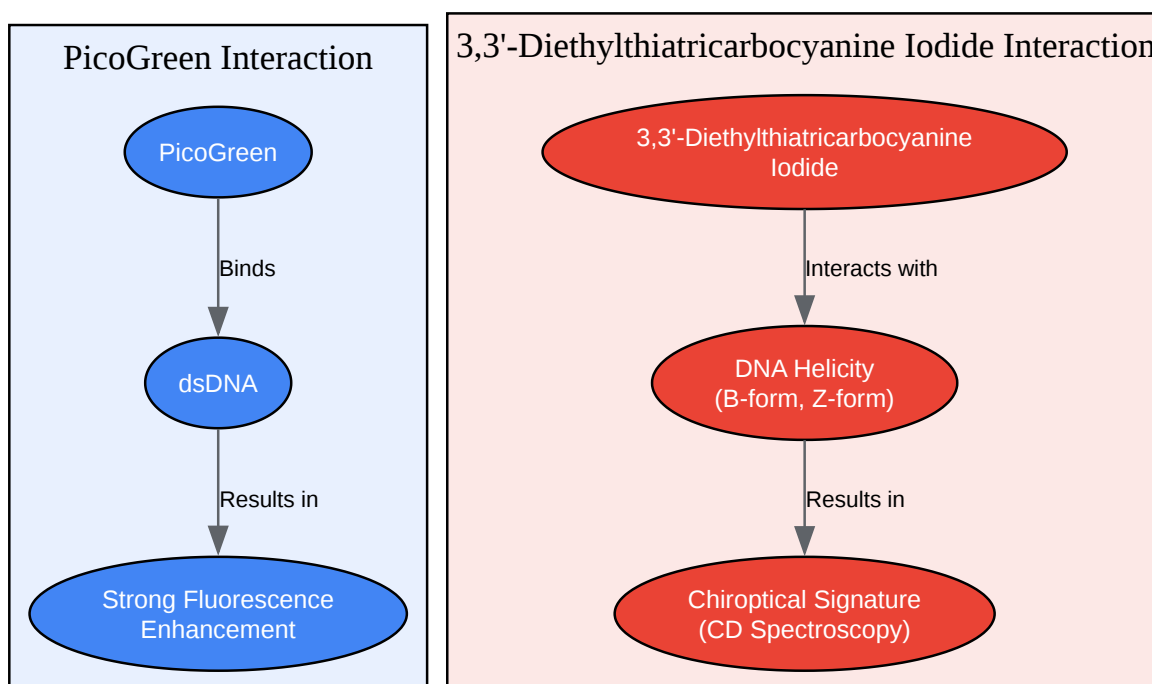 PicoGreen Interaction
PicoGreen
Binds
dsDNA
Results in
Strong Fluorescence
Enhancement
3,3'-Diethylthiatricarbocyanine Iodide Interaction
3,3'-Diethylthiatricarbocyanine
Iodide
Interacts with
DNA Helicity
(B-form, Z-form)
Results in
Chiroptical Signature
(CD Spectroscopy)